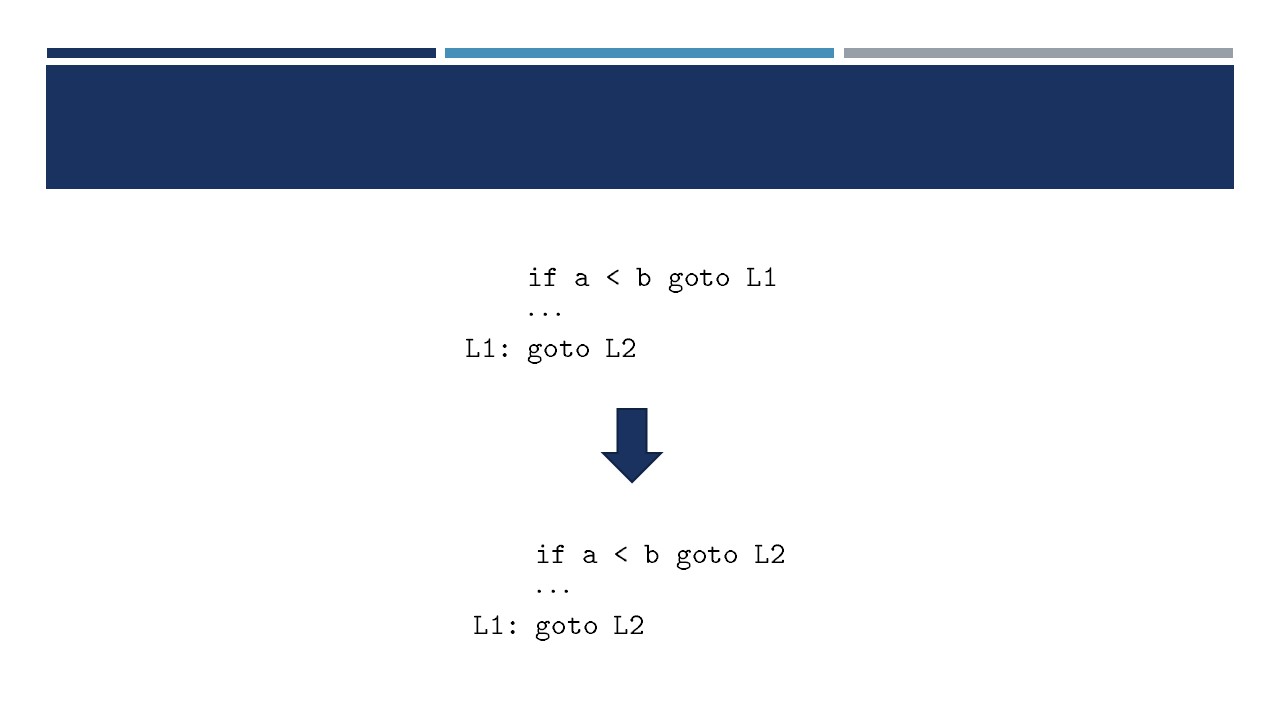 if a < b goto L1
...
L1: goto L2
if a < b goto L2
...
L1: goto L2